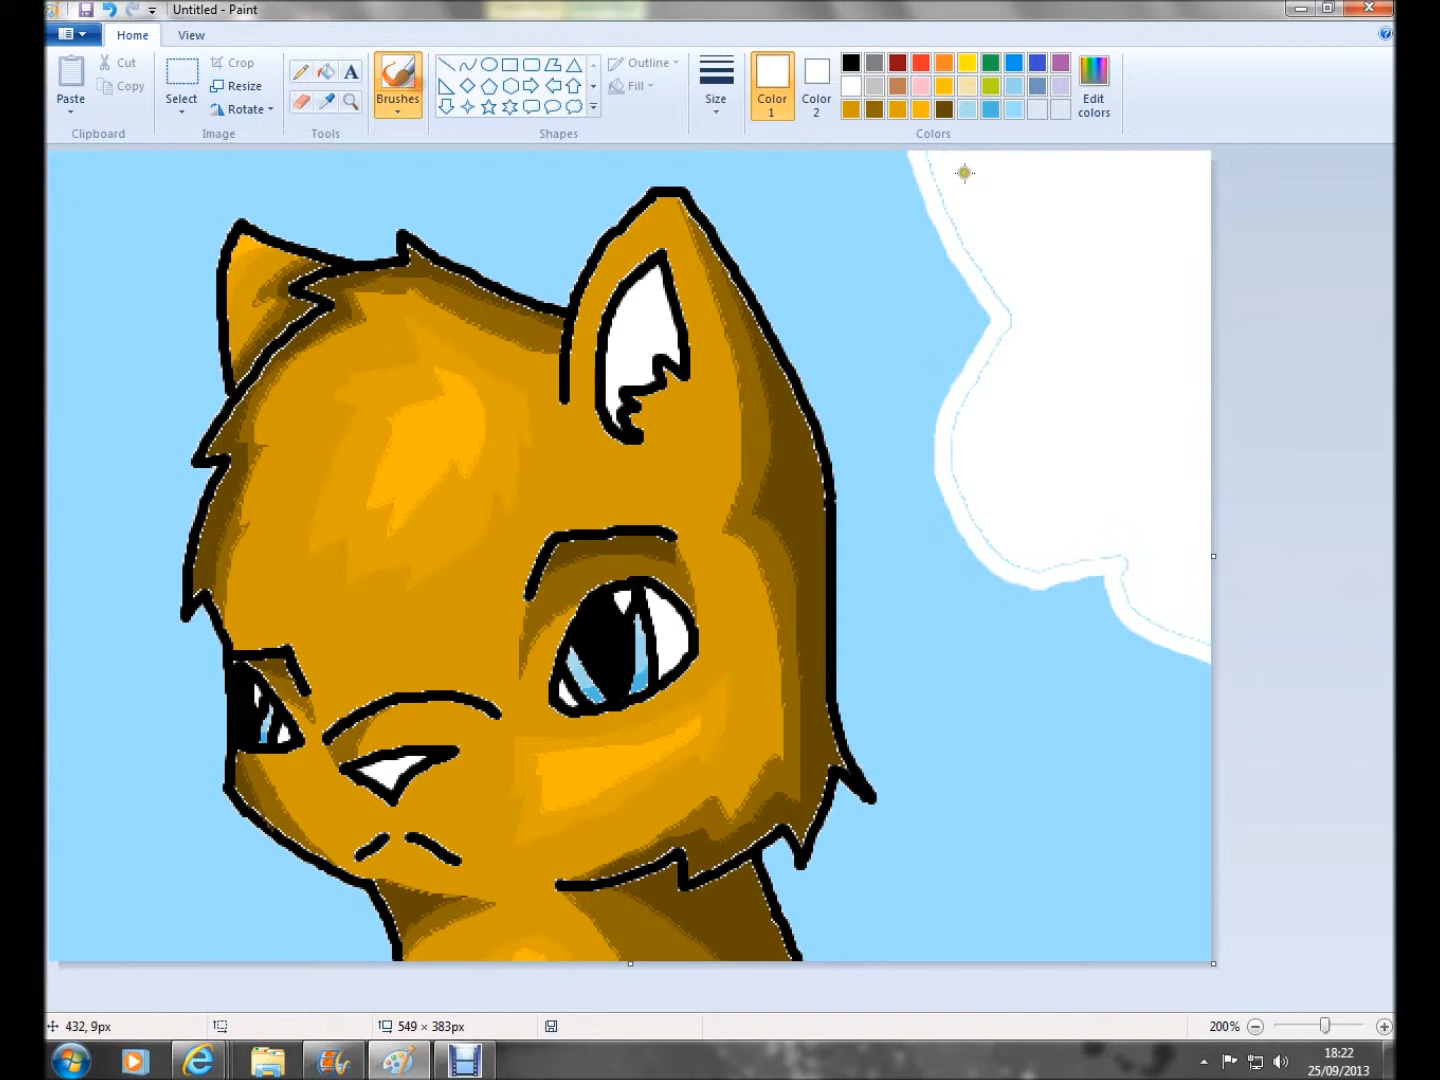 Untitled - Paint
Home View
Paste
Cut
Copy
Clipboard
Select
Crop
Resize
Rotate
Image
A
Tools
Brushes
Outline
Fill
Shapes
Size
Color 1
Color 2
Edit colors
Colors
432, 9px
549 × 383px
200%
18:22
25/09/2013